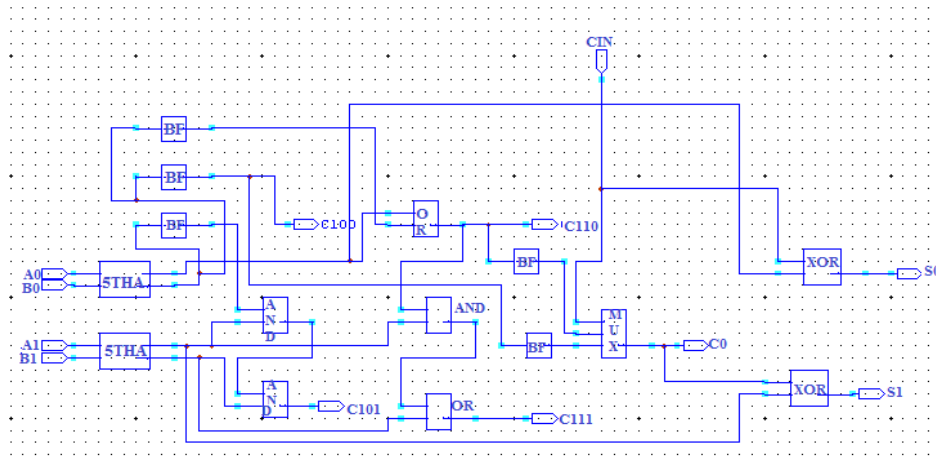 CIN
BF
BF
C100
O
R
C110
BF
BF
XOR
A0
B0
5THA
S0
A
N
D
AND
M
U
X
A1
B1
5THA
BF
C0
A
N
D
C101
OR
C111
XOR
S1